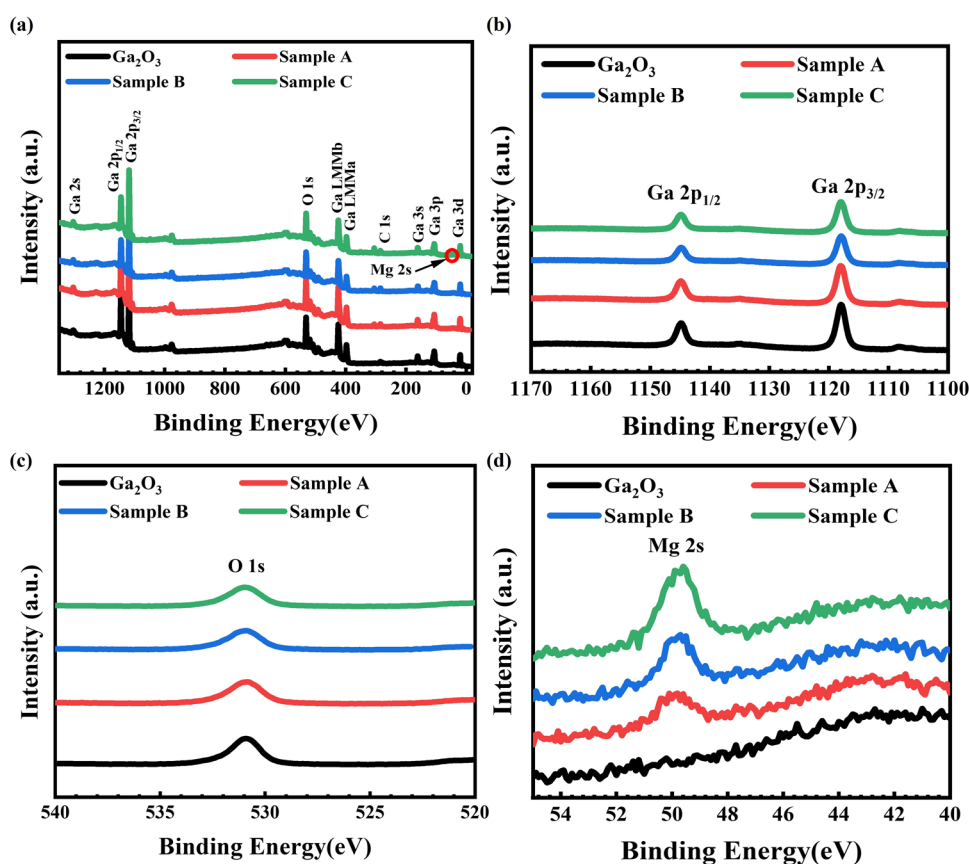 (a)
Ga₂O₃
Sample A
Sample B
Sample C
Intensity (a.u.)
Ga 2s
Ga 2p₁/₂
Ga 2p₃/₂
O 1s
Ga LMMb
Ga LMMa
C 1s
Ga 3s
Ga 3p
Ga 3d
Mg 2s
1200 1000 800 600 400 200 0
Binding Energy(eV)
(b)
Ga₂O₃
Sample A
Sample B
Sample C
Intensity (a.u.)
Ga 2p₁/₂
Ga 2p₃/₂
1170 1160 1150 1140 1130 1120 1110 1100
Binding Energy(eV)
(c)
Ga₂O₃
Sample A
Sample B
Sample C
Intensity (a.u.)
O 1s
540 535 530 525 520
Binding Energy(eV)
(d)
Ga₂O₃
Sample A
Sample B
Sample C
Intensity (a.u.)
Mg 2s
54 52 50 48 46 44 42 40
Binding Energy(eV)